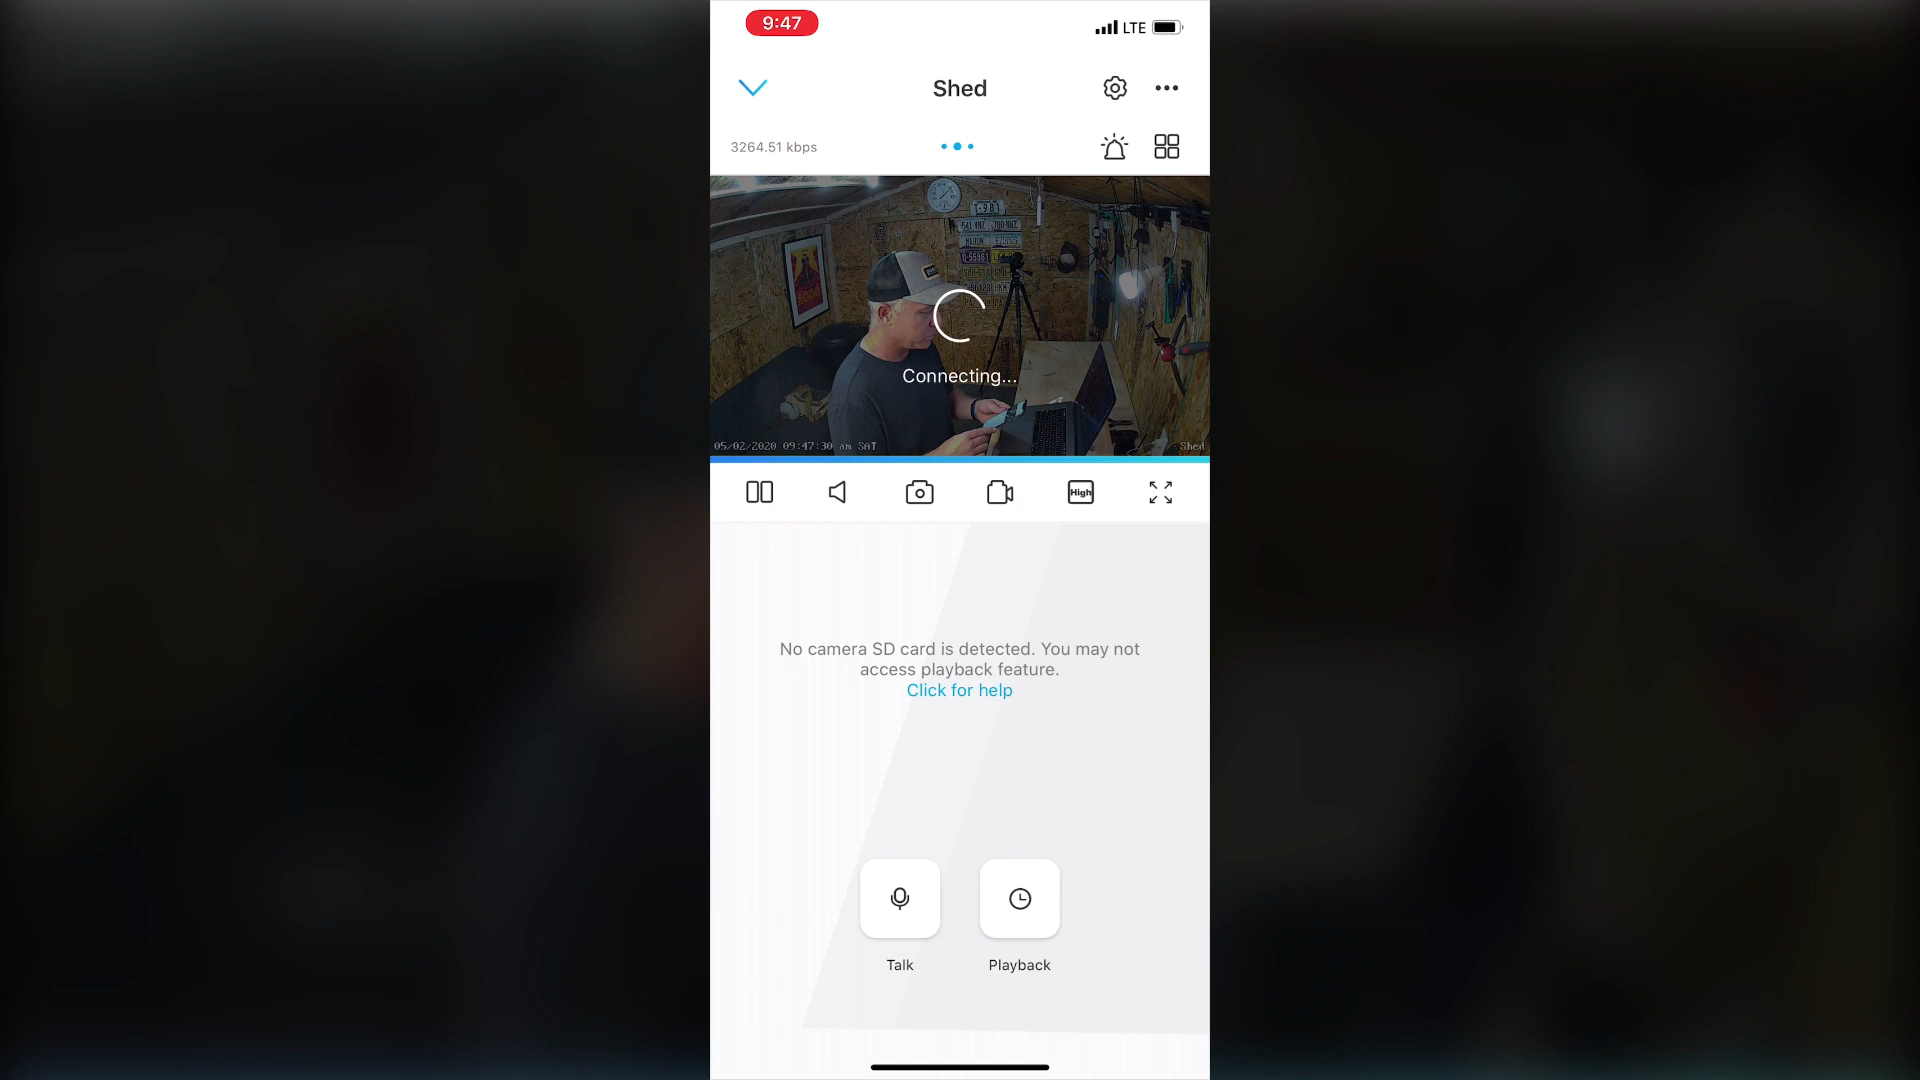 9:47
LTE
Shed
3264.51 kbps
Connecting...
05/02/2020 09:47:30 am SAT
Shed
High
No camera SD card is detected. You may not
access playback feature.
Click for help
Talk
Playback